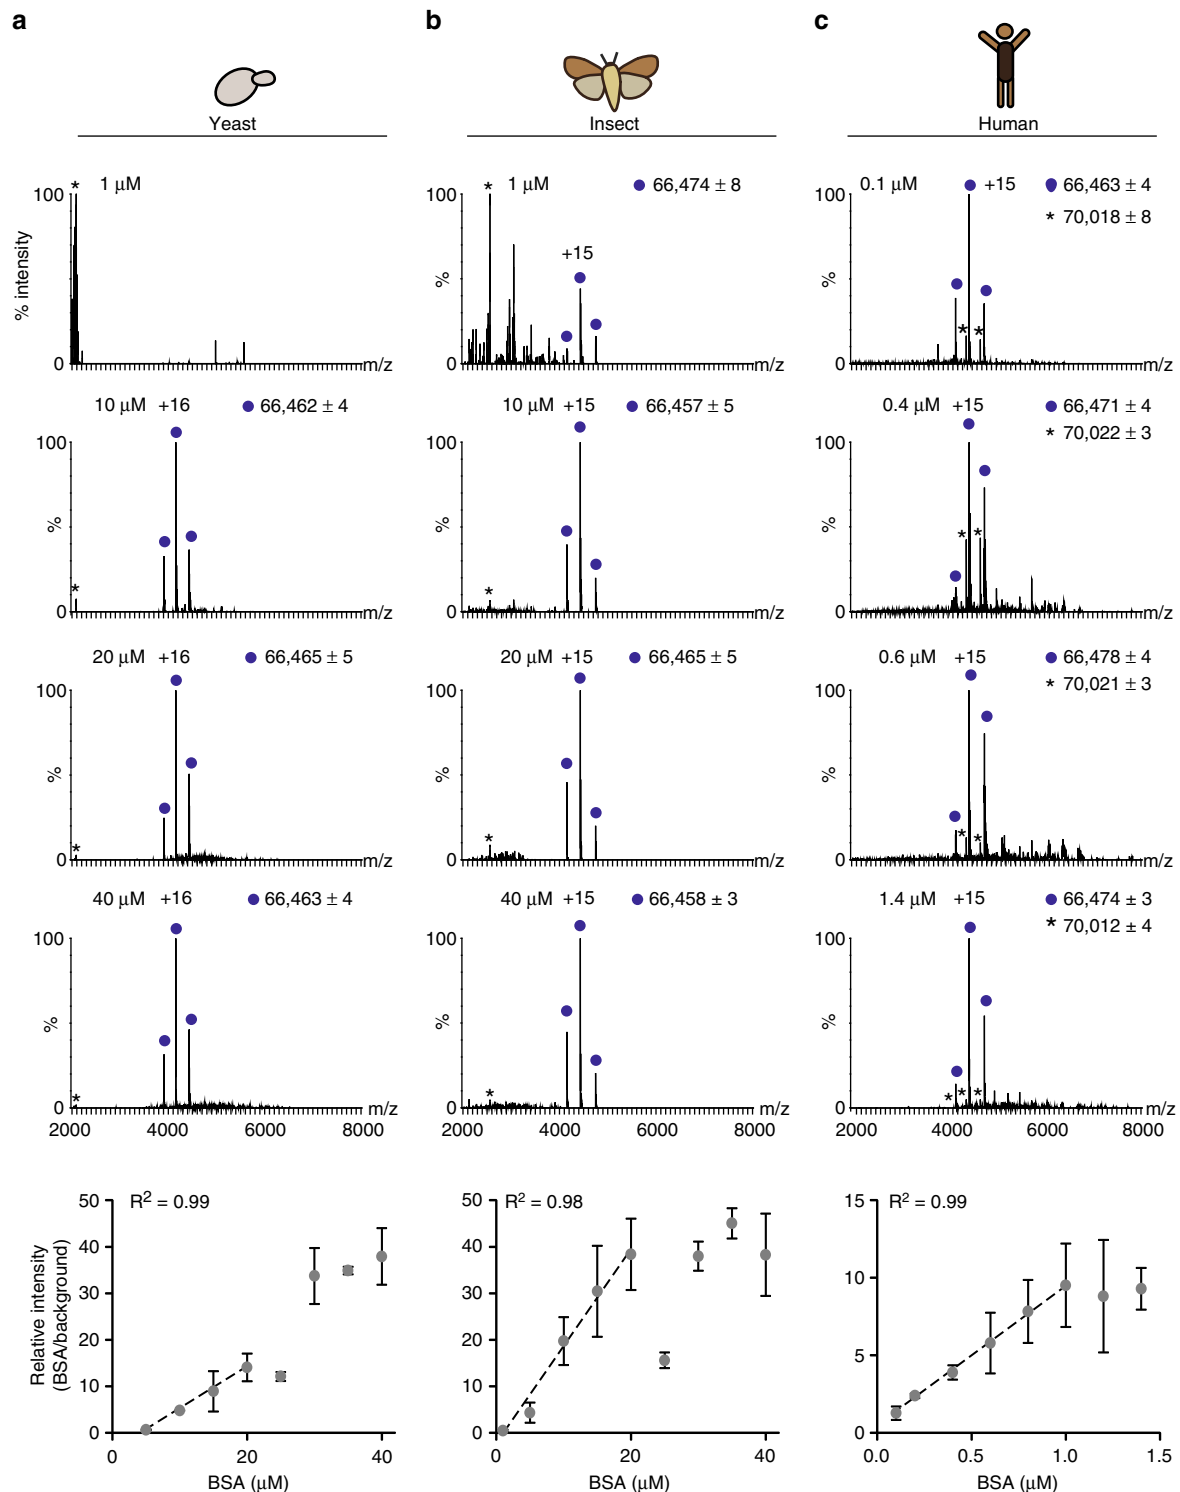 a
Yeast
* 1 μM
100
% intensity
0
m/z
10 μM +16
66,462 ± 4
100
%
*
0
m/z
20 μM +16
66,465 ± 5
100
%
*
0
m/z
40 μM +16
66,463 ± 4
100
%
*
0
m/z
2000 4000 6000 8000
R² = 0.99
50
40
30
20
10
0
Relative intensity
(BSA/background)
0 20 40
BSA (μM)
b
Insect
* 1 μM
66,474 ± 8
100
+15
%
0
m/z
10 μM +15
66,457 ± 5
100
%
*
0
m/z
20 μM +15
66,465 ± 5
100
%
*
0
m/z
40 μM +15
66,458 ± 3
100
%
*
0
m/z
2000 4000 6000 8000
R² = 0.98
50
40
30
20
10
0
0 20 40
BSA (μM)
c
Human
0.1 μM +15
66,463 ± 4
* 70,018 ± 8
100
%
* *
0
m/z
0.4 μM +15
66,471 ± 4
* 70,022 ± 3
100
%
* *
0
m/z
0.6 μM +15
66,478 ± 4
* 70,021 ± 3
100
%
* *
0
m/z
1.4 μM +15
66,474 ± 3
* 70,012 ± 4
100
%
* * *
0
m/z
2000 4000 6000 8000
R² = 0.99
15
10
5
0
0.0 0.5 1.0 1.5
BSA (μM)